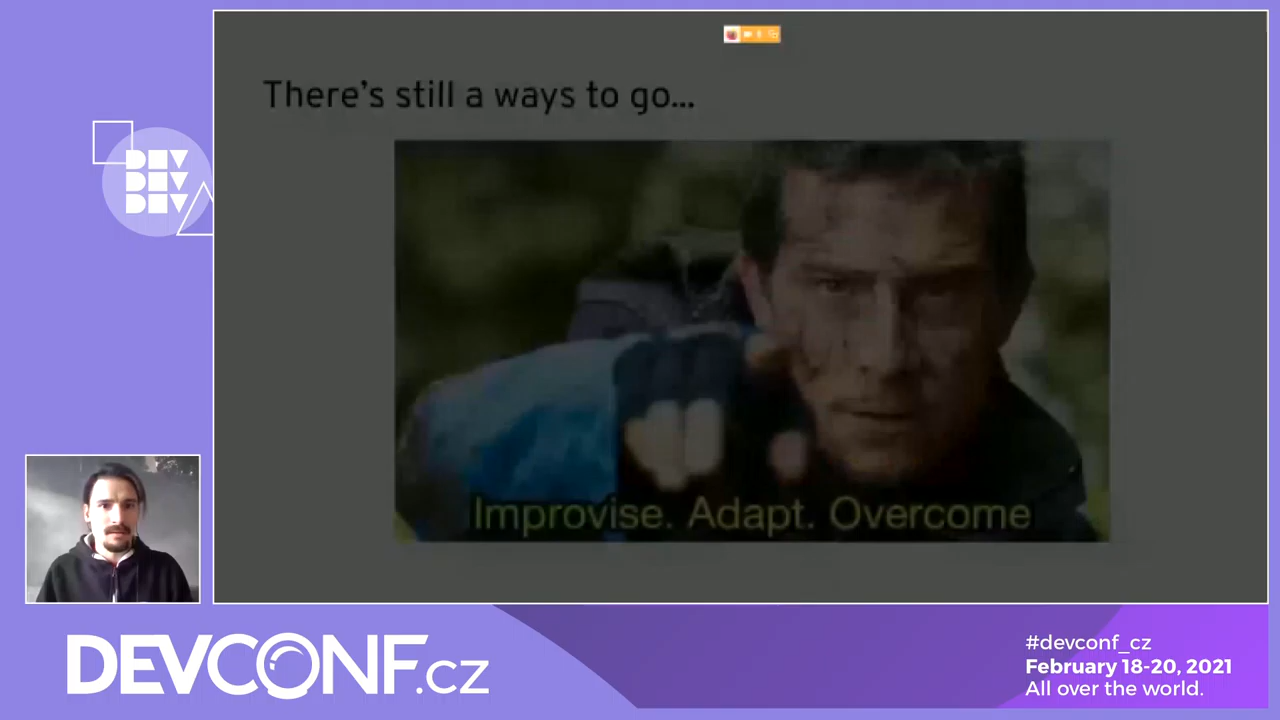 There's still a ways to go...
DEV
DEV
DEV
Improvise. Adapt. Overcome
DEVCONF.cz
#devconf_cz
February 18-20, 2021
All over the world.